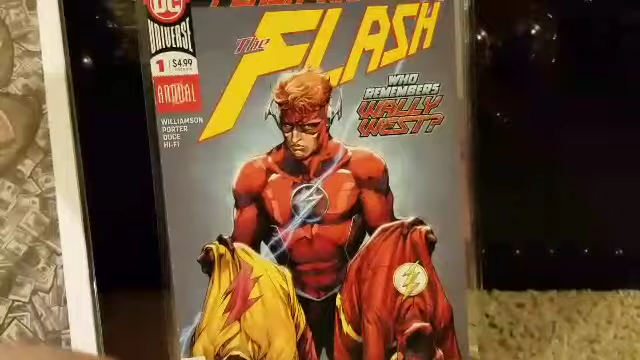 DC
UNIVERSE
1 $4.99
ANNUAL
The
FLASH
WHO
REMEMBERS
WALLY
WEST?
WILLIAMSON
PORTER
DUCE
HI-FI